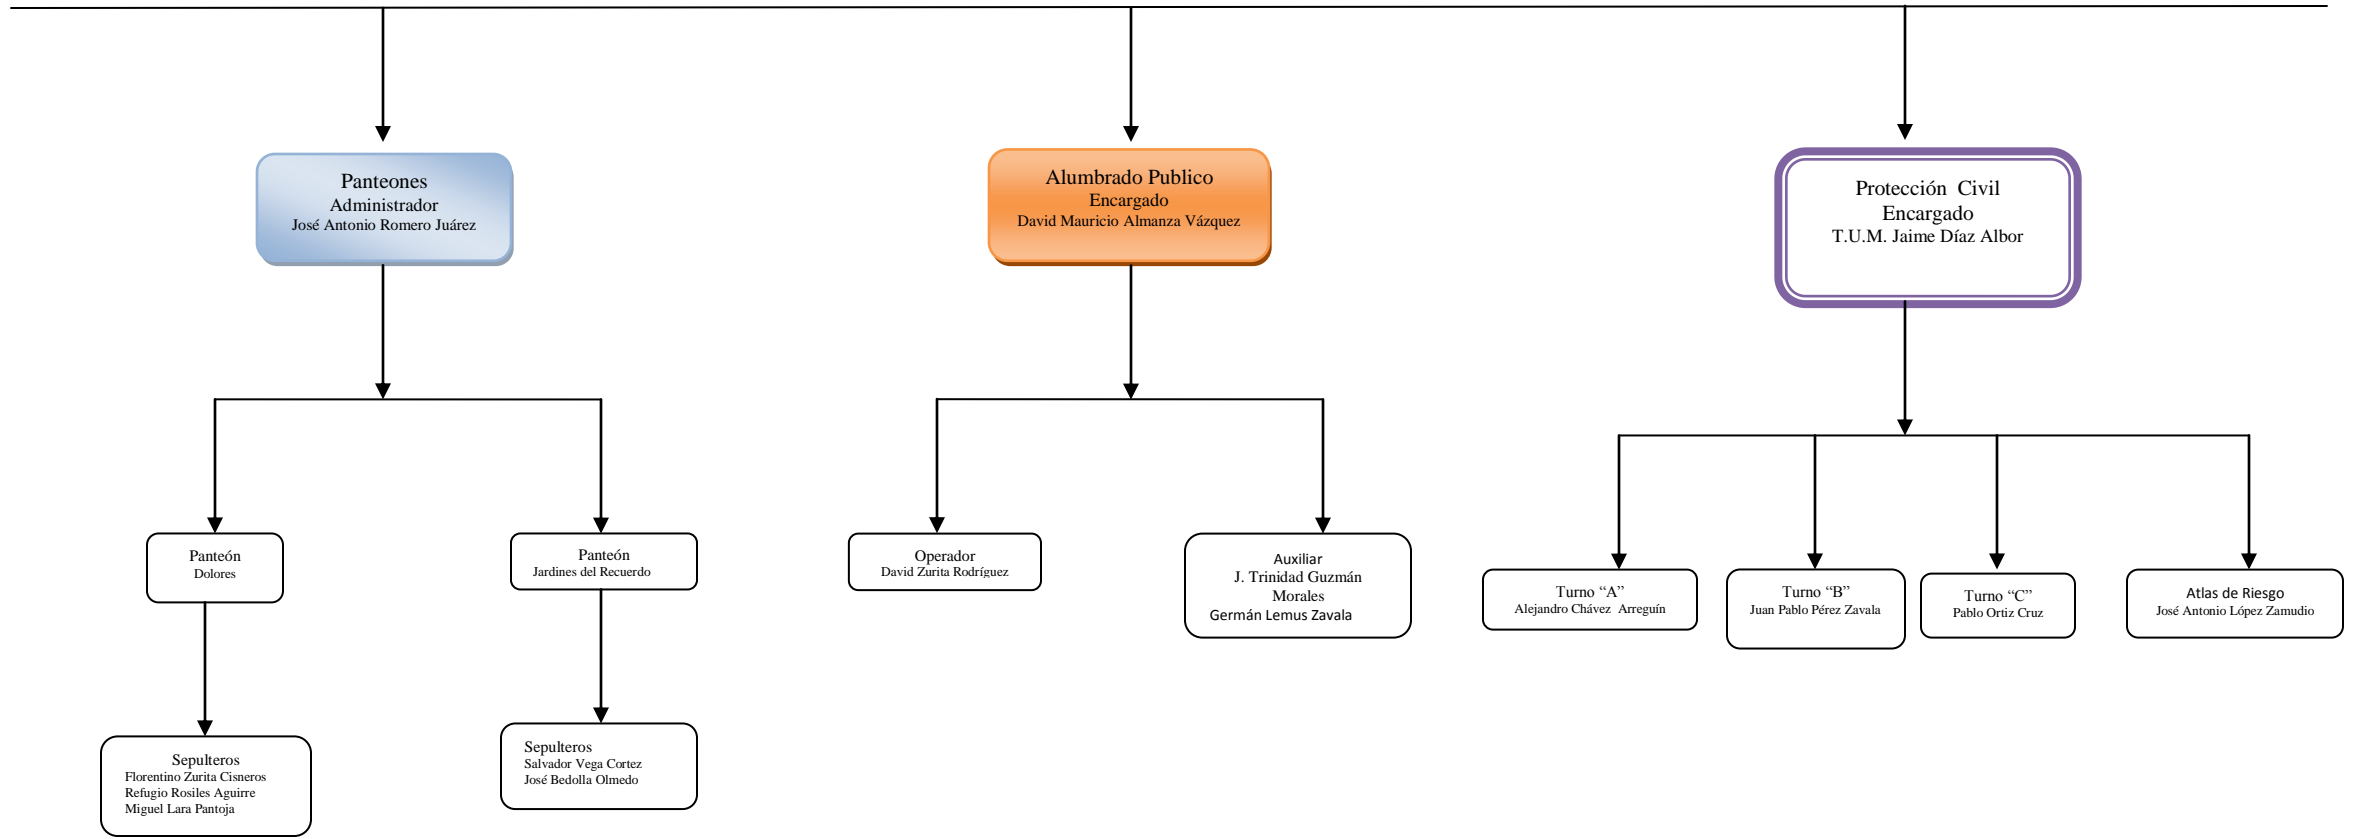 Panteones
Administrador
José Antonio Romero Juárez
Alumbrado Publico
Encargado
David Mauricio Almanza Vázquez
Protección Civil
Encargado
T.U.M. Jaime Díaz Albor
Panteón
Dolores
Panteón
Jardines del Recuerdo
Operador
David Zurita Rodríguez
Auxiliar
J. Trinidad Guzmán
Morales
Germán Lemus Zavala
Turno “A”
Alejandro Chávez Arreguín
Turno “B”
Juan Pablo Pérez Zavala
Turno “C”
Pablo Ortiz Cruz
Atlas de Riesgo
José Antonio López Zamudio
Sepulteros
Florentino Zurita Cisneros
Refugio Rosiles Aguirre
Miguel Lara Pantoja
Sepulteros
Salvador Vega Cortez
José Bedolla Olmedo